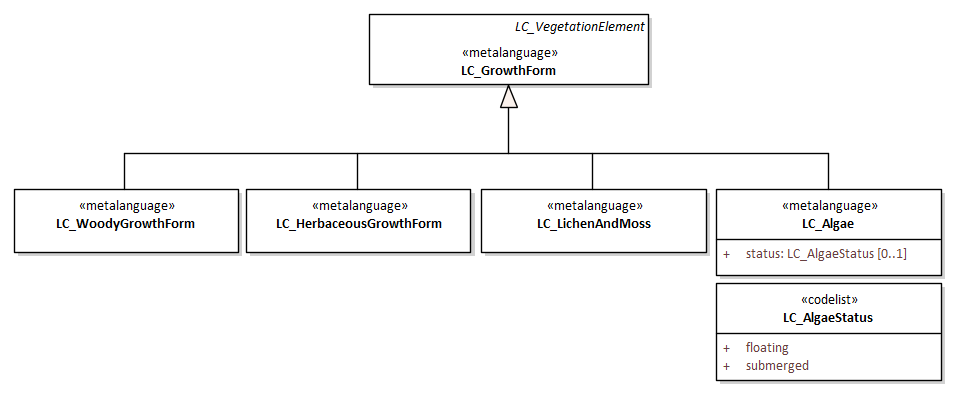 LC_VegetationElement
«metalanguage»
LC_GrowthForm
«metalanguage»
LC_WoodyGrowthForm
«metalanguage»
LC_HerbaceousGrowthForm
«metalanguage»
LC_LichenAndMoss
«metalanguage»
LC_Algae
+ status: LC_AlgaeStatus [0..1]
«codelist»
LC_AlgaeStatus
+ floating
+ submerged